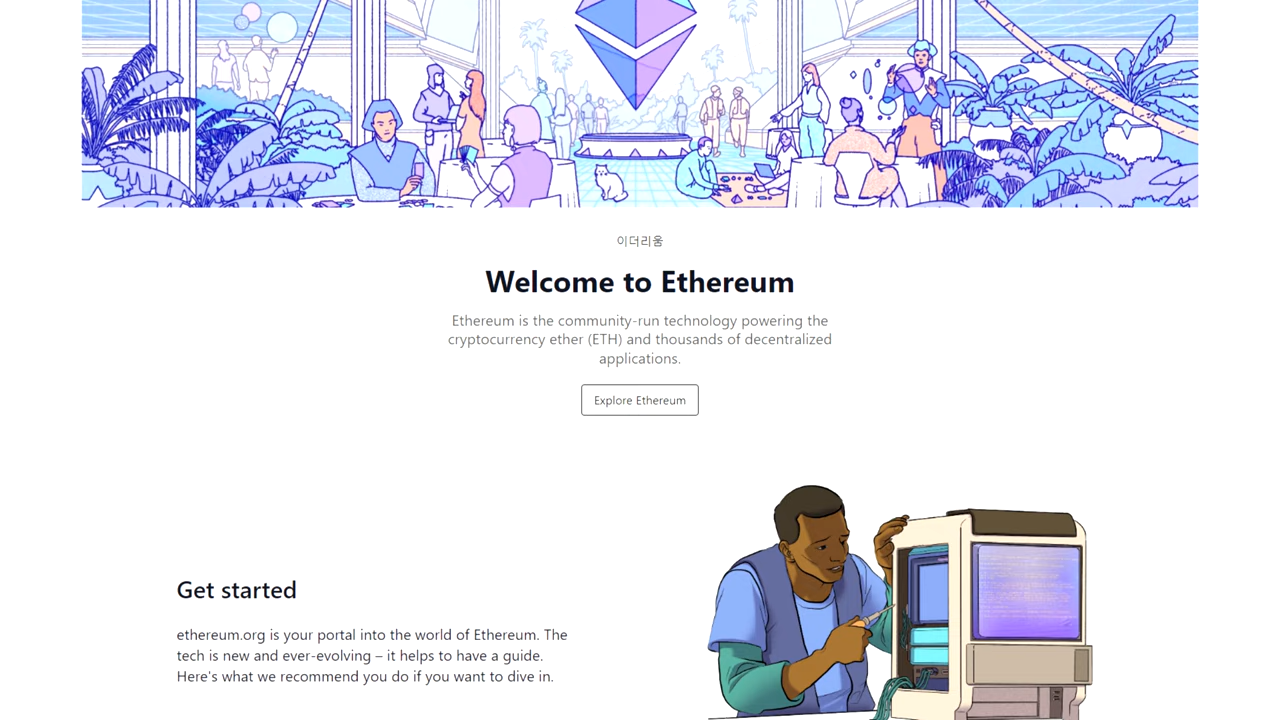 이더리움
Welcome to Ethereum
Ethereum is the community-run technology powering the
cryptocurrency ether (ETH) and thousands of decentralized
applications.
Explore Ethereum
Get started
ethereum.org is your portal into the world of Ethereum. The
tech is new and ever-evolving – it helps to have a guide.
Here's what we recommend you do if you want to dive in.